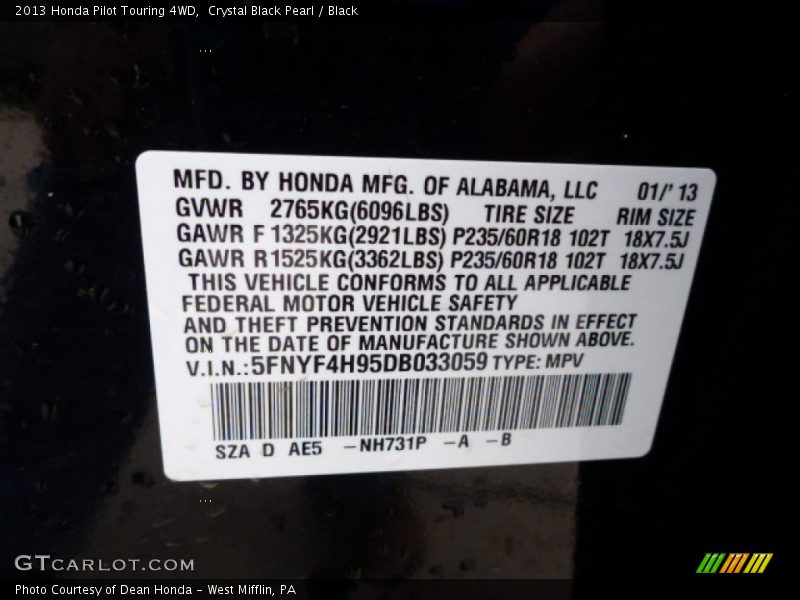 2013 Honda Pilot Touring 4WD,  Crystal Black Pearl / Black
MFD. BY HONDA MFG. OF ALABAMA, LLC 01/' 13
GVWR 2765KG(6096LBS) TIRE SIZE RIM SIZE
GAWR F 1325KG(2921LBS) P235/60R18 102T 18X7.5J
GAWR R 1525KG(3362LBS) P235/60R18 102T 18X7.5J
THIS VEHICLE CONFORMS TO ALL APPLICABLE
FEDERAL MOTOR VEHICLE SAFETY
AND THEFT PREVENTION STANDARDS IN EFFECT
ON THE DATE OF MANUFACTURE SHOWN ABOVE.
V.I.N.:5FNYF4H95DB033059 TYPE: MPV
SZA D AE5 -NH731P -A -B
GTCARLOT.COM
Photo Courtesy of Dean Honda - West Mifflin, PA